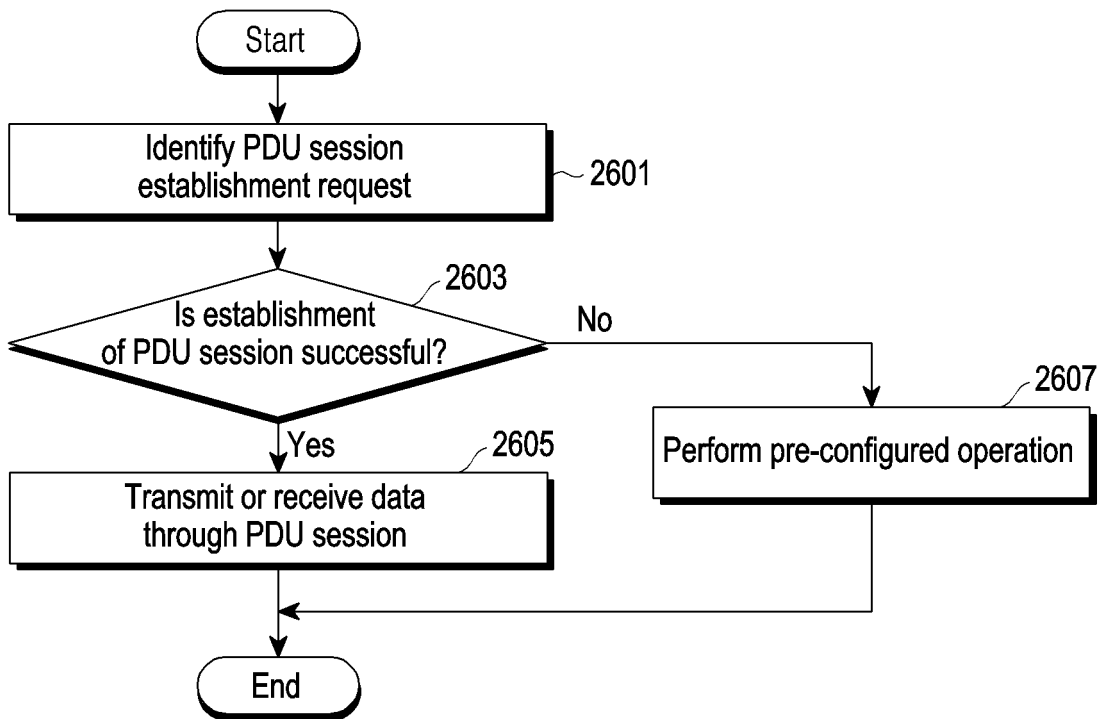 Start
Identify PDU session
establishment request
2601
2603
Is establishment
of PDU session successful?
No
2607
Perform pre-configured operation
Yes
2605
Transmit or receive data
through PDU session
End